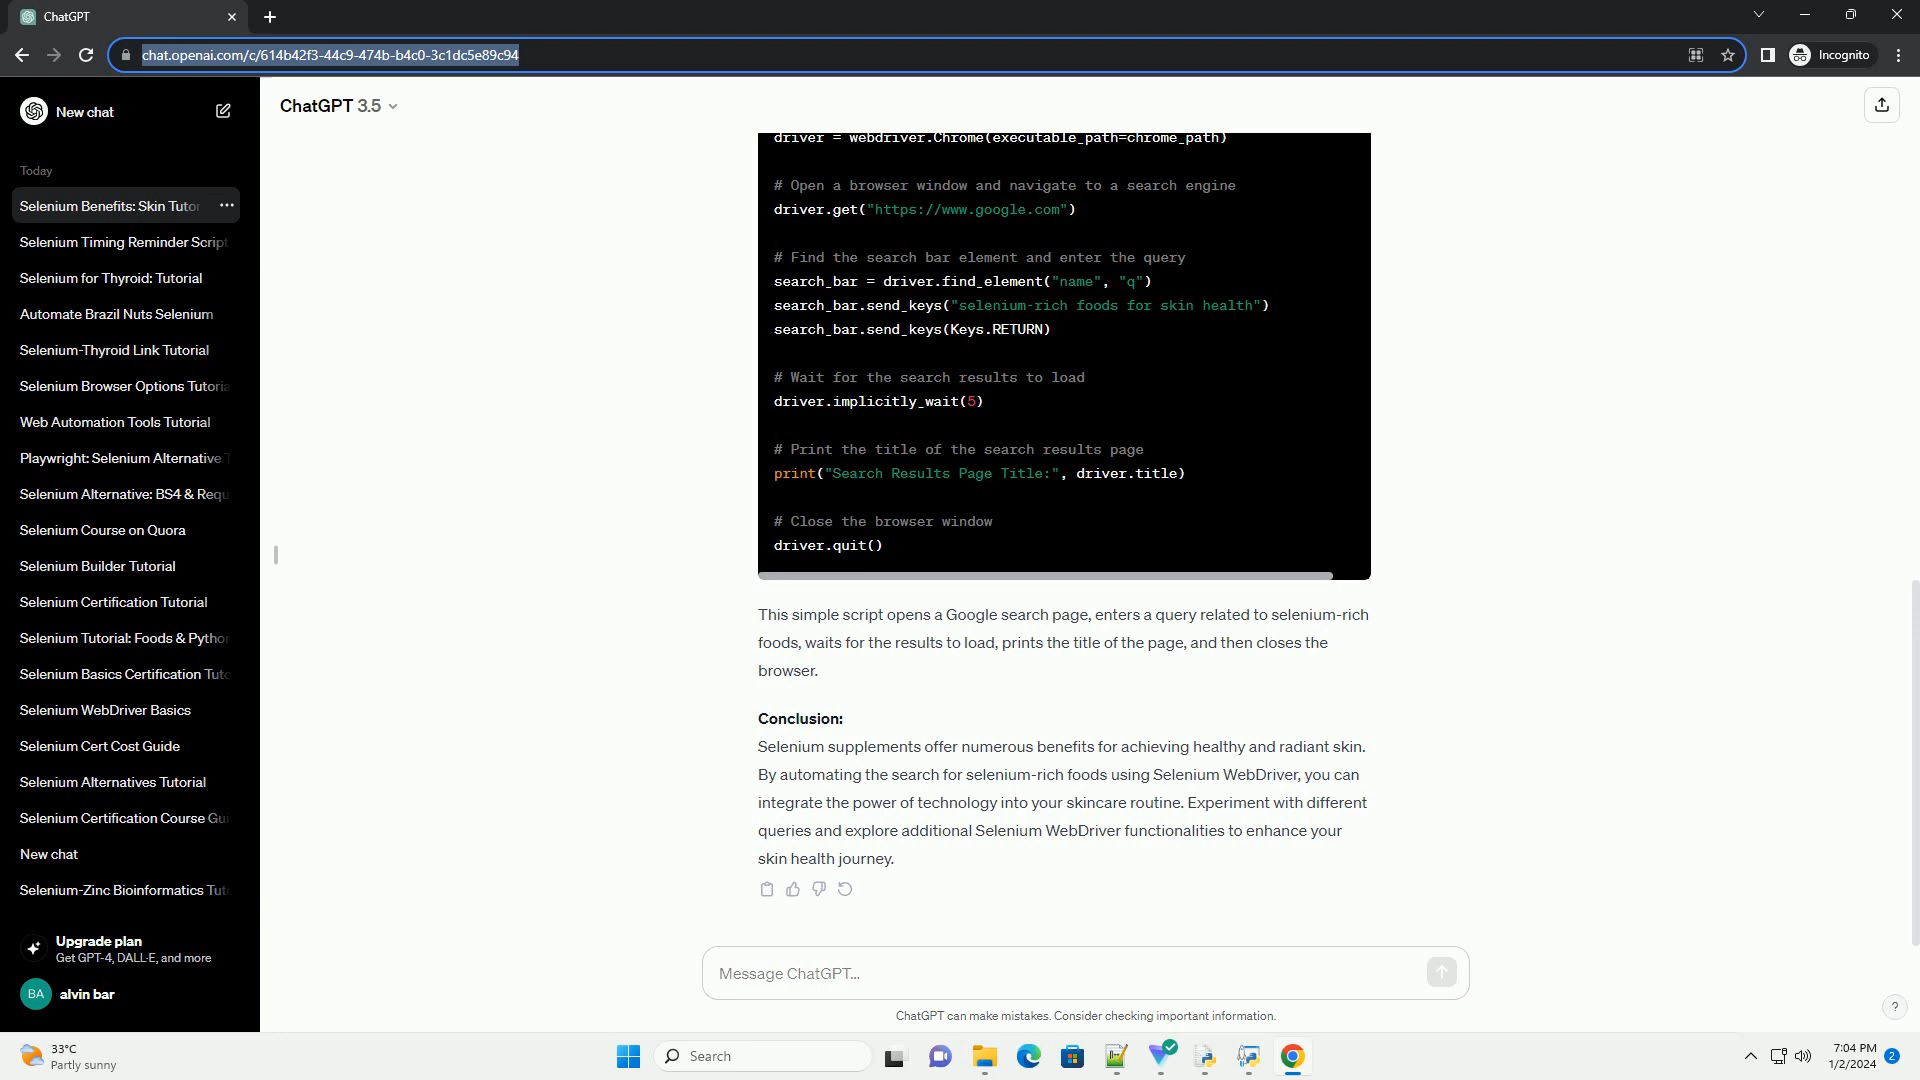 ChatGPT
chat.openai.com/c/614b42f3-44c9-474b-b4c0-3c1dc5e89c94
Incognito
New chat
Today
Selenium Benefits: Skin Tutor
Selenium Timing Reminder Script
Selenium for Thyroid: Tutorial
Automate Brazil Nuts Selenium
Selenium-Thyroid Link Tutorial
Selenium Browser Options Tutoria
Web Automation Tools Tutorial
Playwright: Selenium Alternative T
Selenium Alternative: BS4 & Requ
Selenium Course on Quora
Selenium Builder Tutorial
Selenium Certification Tutorial
Selenium Tutorial: Foods & Python
Selenium Basics Certification Tuto
Selenium WebDriver Basics
Selenium Cert Cost Guide
Selenium Alternatives Tutorial
Selenium Certification Course Gui
New chat
Selenium-Zinc Bioinformatics Tuto
Upgrade plan
Get GPT-4, DALL·E, and more
BA alvin bar
ChatGPT 3.5
driver = webdriver.Chrome(executable_path=chrome_path)
# Open a browser window and navigate to a search engine
driver.get("https://www.google.com")
# Find the search bar element and enter the query
search_bar = driver.find_element("name", "q")
search_bar.send_keys("selenium-rich foods for skin health")
search_bar.send_keys(Keys.RETURN)
# Wait for the search results to load
driver.implicitly_wait(5)
# Print the title of the search results page
print("Search Results Page Title:", driver.title)
# Close the browser window
driver.quit()
This simple script opens a Google search page, enters a query related to selenium-rich
foods, waits for the results to load, prints the title of the page, and then closes the
browser.
Conclusion:
Selenium supplements offer numerous benefits for achieving healthy and radiant skin.
By automating the search for selenium-rich foods using Selenium WebDriver, you can
integrate the power of technology into your skincare routine. Experiment with different
queries and explore additional Selenium WebDriver functionalities to enhance your
skin health journey.
Message ChatGPT...
ChatGPT can make mistakes. Consider checking important information.
?
33°C
Partly sunny
Search
7:04 PM
1/2/2024
2